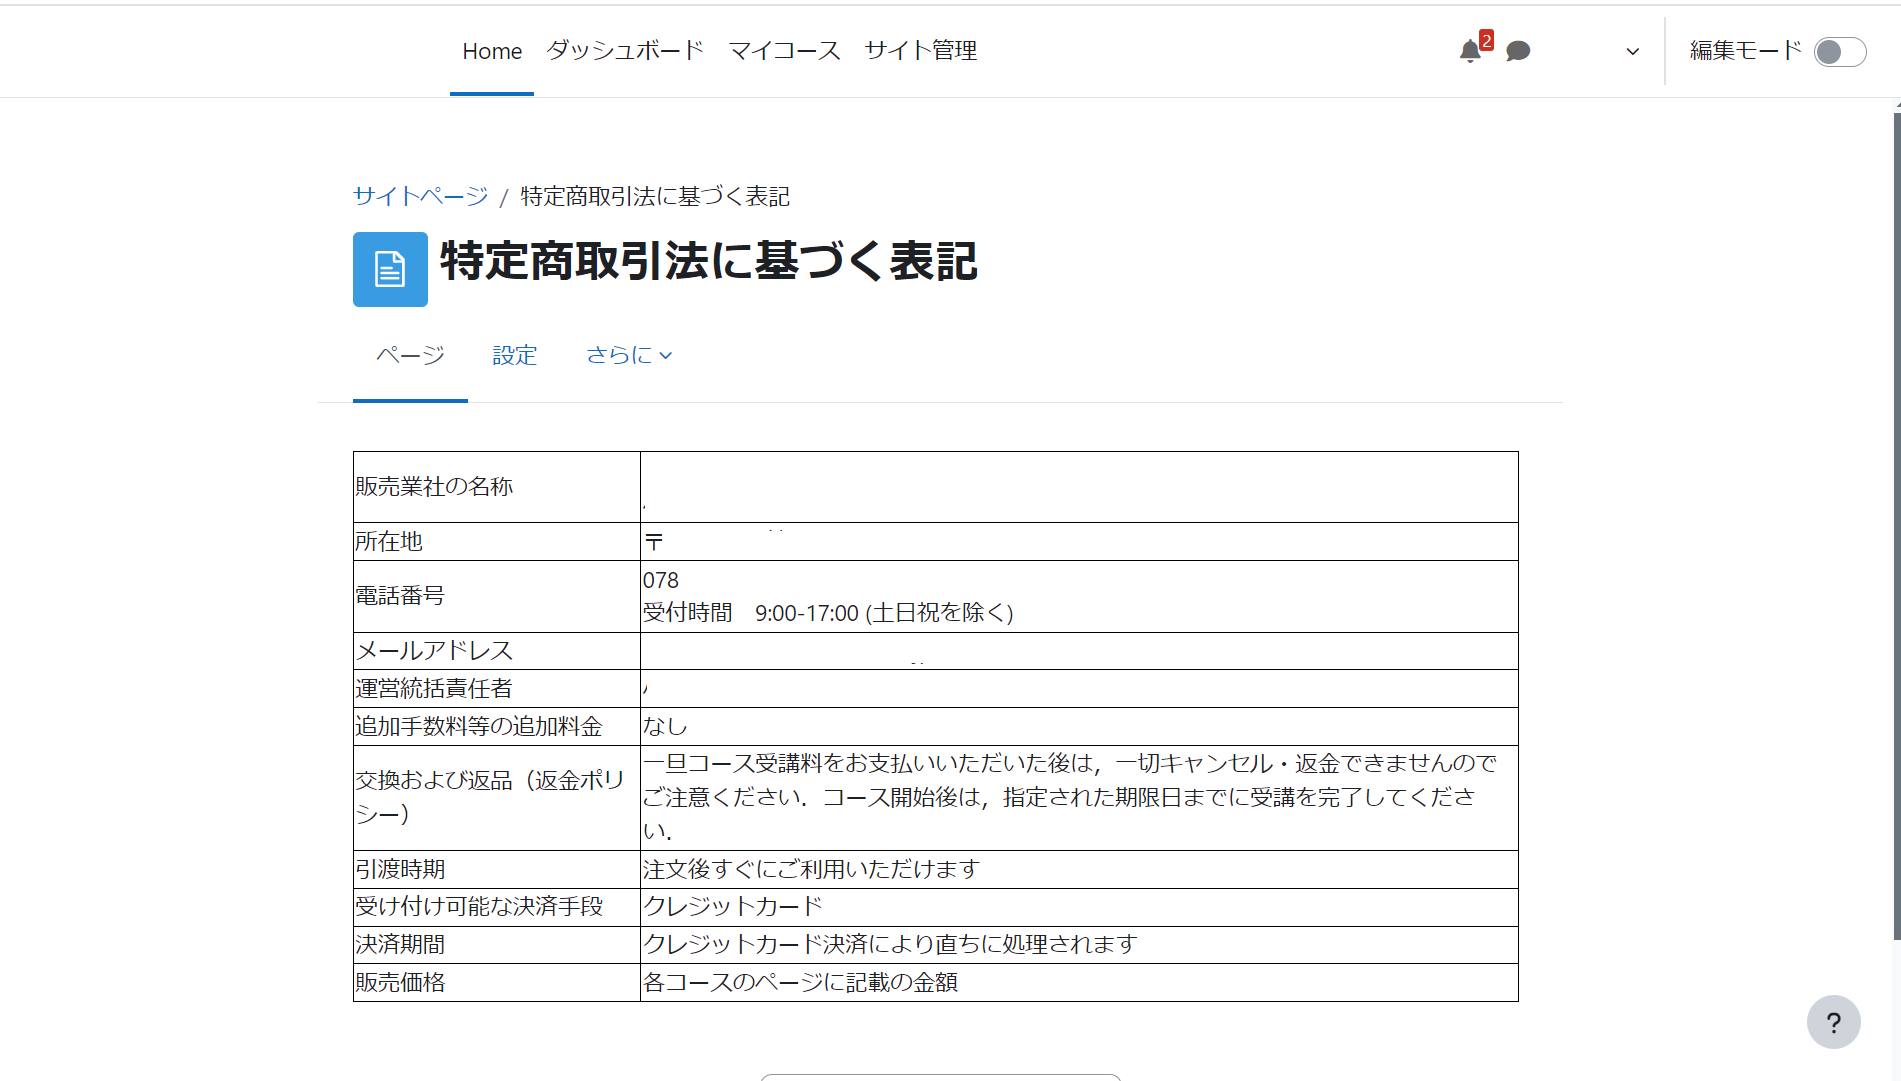 Home ダッシュボード マイコース サイト管理 2 編集モード
サイトページ / 特定商取引法に基づく表記
特定商取引法に基づく表記
ページ 設定 さらに
販売業社の名称
所在地 〒
電話番号 078
受付時間　9:00-17:00 (土日祝を除く)
メールアドレス
運営統括責任者
追加手数料等の追加料金 なし
交換および返品（返金ポリ
シー）
一旦コース受講料をお支払いいただいた後は，一切キャンセル・返金できませんので
ご注意ください．コース開始後は，指定された期限日までに受講を完了してくださ
い．
引渡時期 注文後すぐにご利用いただけます
受け付け可能な決済手段 クレジットカード
決済期間 クレジットカード決済により直ちに処理されます
販売価格 各コースのページに記載の金額
?